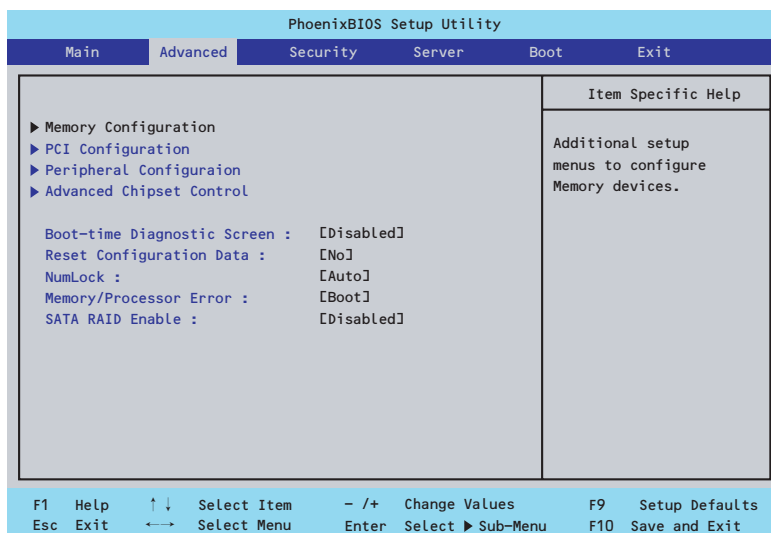 PhoenixBIOS Setup Utility
Main Advanced Security Server Boot Exit
Item Specific Help
▶ Memory Configuration
▶ PCI Configuration
▶ Peripheral Configuraion
▶ Advanced Chipset Control
Boot-time Diagnostic Screen : [Disabled]
Reset Configuration Data : [No]
NumLock : [Auto]
Memory/Processor Error : [Boot]
SATA RAID Enable : [Disabled]
Additional setup
menus to configure
Memory devices.
F1 Help ↑↓ Select Item - /+ Change Values F9 Setup Defaults
Esc Exit ←→ Select Menu Enter Select ▶ Sub-Menu F10 Save and Exit